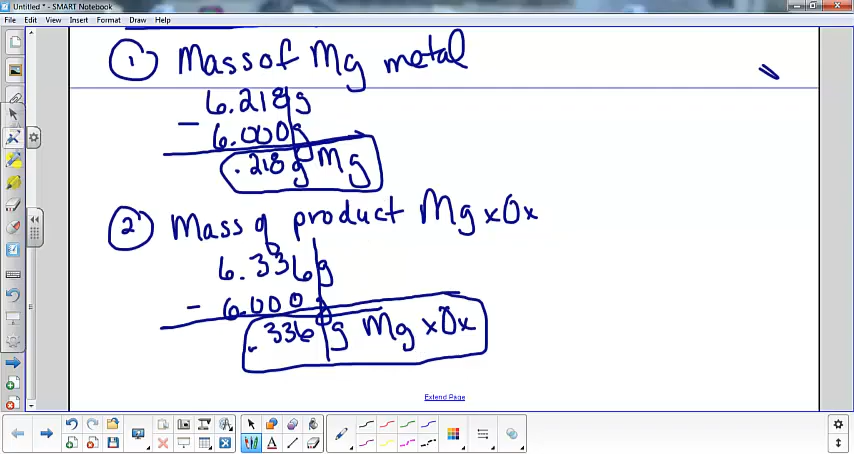 Untitled * - SMART Notebook
File Edit View Insert Format Draw Help
1 Mass of Mg metal
6.218g
- 6.000g
.218g Mg
2 Mass of product MgxOx
6.336g
- 6.000g
.336g MgxOx
Extend Page